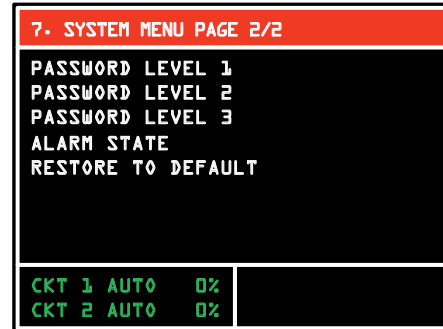 7. SYSTEM MENU PAGE 2/2
PASSWORD LEVEL 1
PASSWORD LEVEL 2
PASSWORD LEVEL 3
ALARM STATE
RESTORE TO DEFAULT
CKT 1 AUTO 0%
CKT 2 AUTO 0%